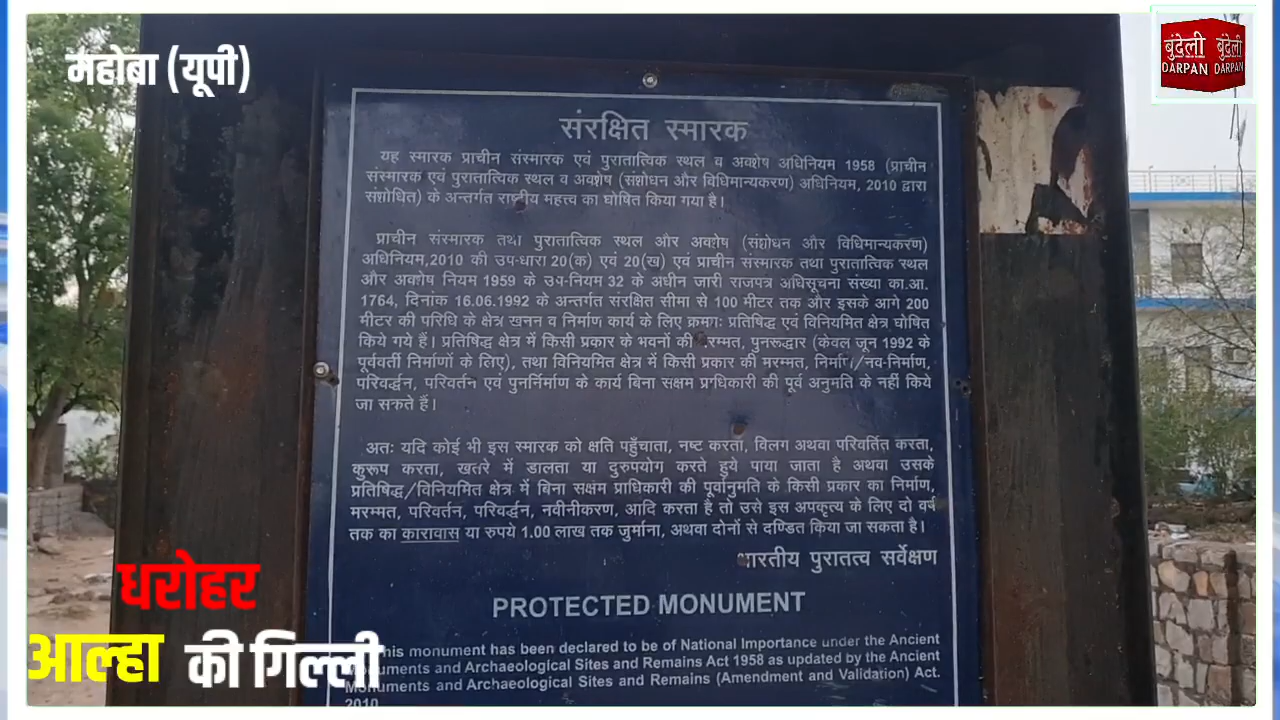 महोबा (यूपी)
बुंदेली बुंदेली
DARPAN DARPAN
संरक्षित स्मारक
यह स्मारक प्राचीन संस्मारक एवं पुरातात्विक स्थल व अवशेष अधिनियम 1958 (प्राचीन
संस्मारक एवं पुरातात्विक स्थल व अवशेष (संशोधन और विधिमान्यकरण) अधिनियम, 2010 द्वारा
संशोधित) के अन्तर्गत राष्ट्रीय महत्त्व का घोषित किया गया है।
प्राचीन संस्मारक तथा पुरातात्विक स्थल और अवशेष (संशोधन और विधिमान्यकरण)
अधिनियम,2010 की उप-धारा 20(क) एवं 20(ख) एवं प्राचीन संस्मारक तथा पुरातात्विक स्थल
और अवशेष नियम 1959 के उप-नियम 32 के अधीन जारी राजपत्र अधिसूचना संख्या का.आ.
1764, दिनांक 16.06.1992 के अन्तर्गत संरक्षित सीमा से 100 मीटर तक और इसके आगे 200
मीटर की परिधि के क्षेत्र खनन व निर्माण कार्य के लिए क्रमशः प्रतिषिद्ध एवं विनियमित क्षेत्र घोषित
किये गये हैं। प्रतिषिद्ध क्षेत्र में किसी प्रकार के भवनों की रम्मत, पुनरूद्धार (केवल जून 1992 के
पूर्ववर्ती निर्माणों के लिए), तथा विनियमित क्षेत्र में किसी प्रकार की मरम्मत, निर्माण/नव-निर्माण,
परिवर्द्धन, परिवर्तन एवं पुनर्निर्माण के कार्य बिना सक्षम प्राधिकारी की पूर्व अनुमति के नहीं किये
जा सकते हैं।
अतः यदि कोई भी इस स्मारक को क्षति पहुँचाता, नष्ट करता, विलग अथवा परिवर्तित करता,
कुरूप करता, खतरे में डालता या दुरुपयोग करते हुये पाया जाता है अथवा उसके
प्रतिषिद्ध/विनियमित क्षेत्र में बिना सक्षम प्राधिकारी की पूर्वानुमति के किसी प्रकार का निर्माण,
मरम्मत, परिवर्तन, परिवर्द्धन, नवीनीकरण, आदि करता है तो उसे इस अपकृत्य के लिए दो वर्ष
तक का कारावास या रुपये 1.00 लाख तक जुर्माना, अथवा दोनों से दण्डित किया जा सकता है।
भारतीय पुरातत्व सर्वेक्षण
PROTECTED MONUMENT
his monument has been declared to be of National Importance under the Ancient
uments and Archaeological Sites and Remains Act 1958 as updated by the Ancient
Monuments and Archaeological Sites and Remains (Amendment and Validation) Act.
2010
धरोहर
आल्हा की गिल्ली